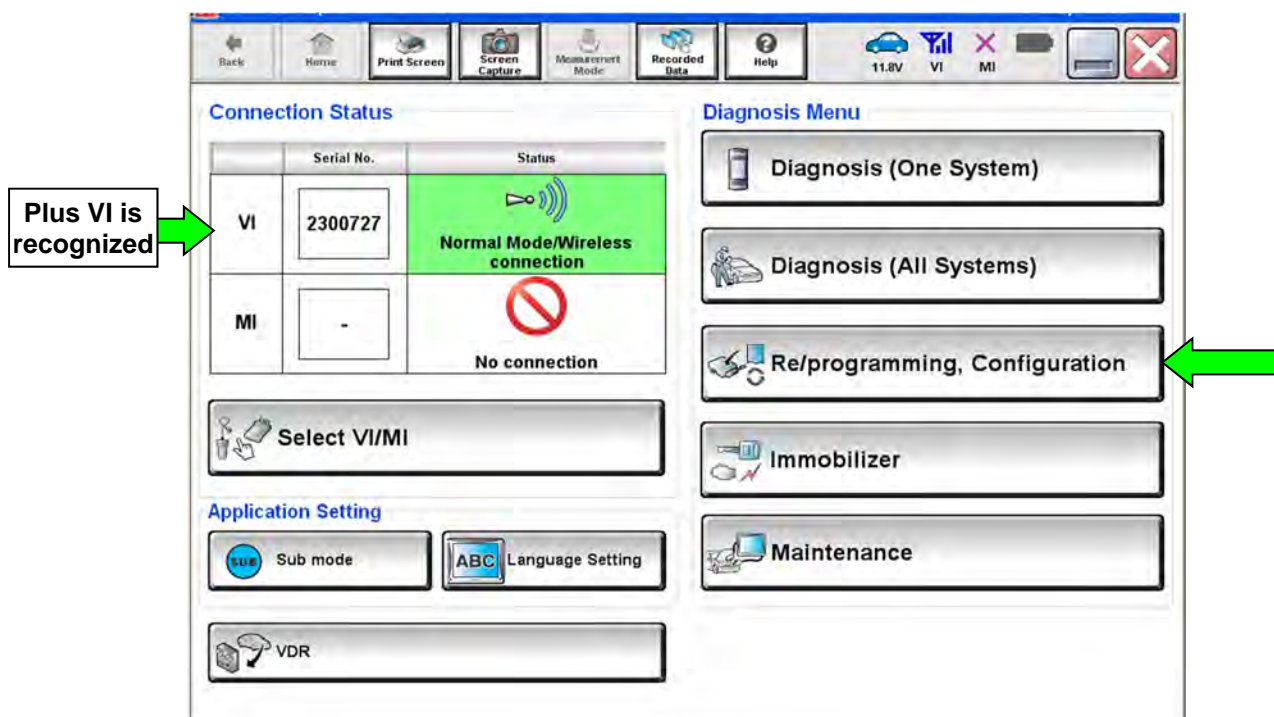 Back
Home
Print Screen
Screen
Capture
Measurement
Mode
Recorded
Data
Help
11.8V
VI
MI
Connection Status
Serial No.
Status
VI
2300727
Normal Mode/Wireless
connection
MI
-
No connection
Select VI/MI
Application Setting
SUB
Sub mode
ABC
Language Setting
VDR
Diagnosis Menu
Diagnosis (One System)
Diagnosis (All Systems)
Re/programming, Configuration
Immobilizer
Maintenance
Plus VI is
recognized